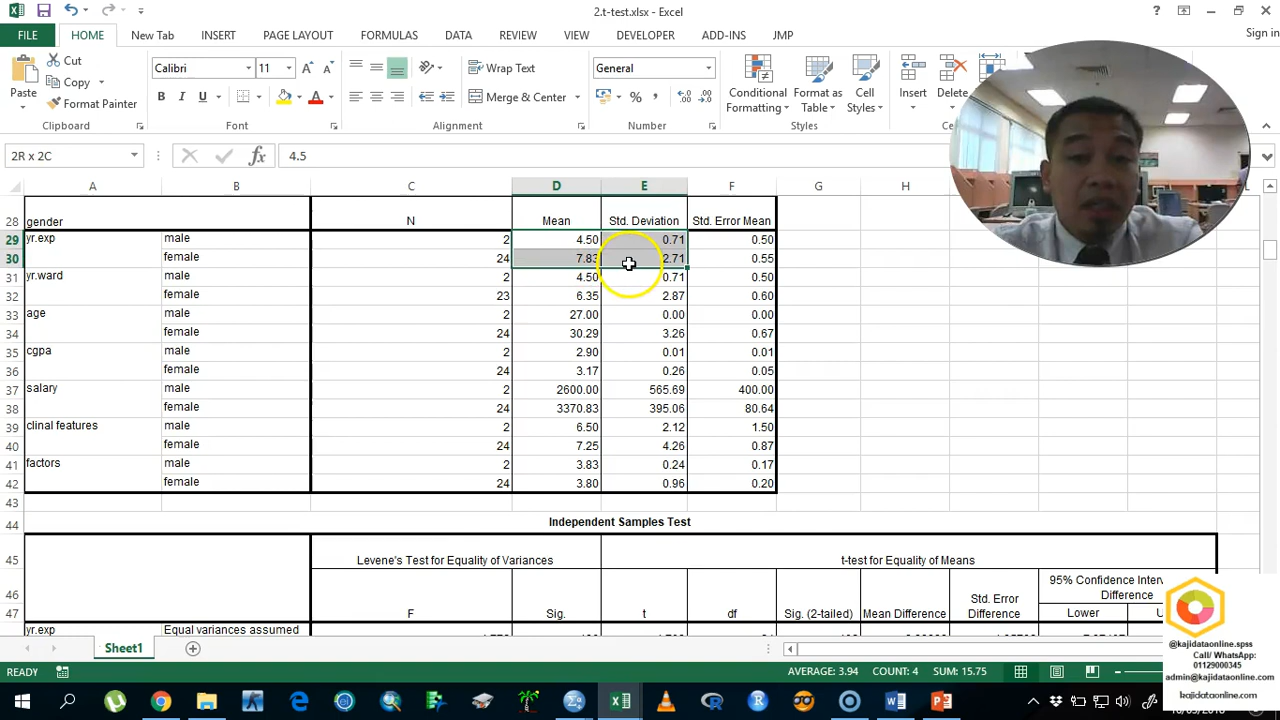 2.t-test.xlsx - Excel
Sign in
FILE HOME New Tab INSERT PAGE LAYOUT FORMULAS DATA REVIEW VIEW DEVELOPER ADD-INS JMP
Paste Cut Copy Format Painter
Calibri 11 Wrap Text Merge & Center General
Conditional Formatting Format as Table Cell Styles Insert Delete
Clipboard Font Alignment Number Styles
2R x 2C 4.5
A B C D E F G H I
28 gender N Mean Std. Deviation Std. Error Mean
29 yr.exp male 2 4.50 0.71 0.50
30 female 24 7.83 2.71 0.55
31 yr.ward male 2 4.50 0.71 0.50
32 female 23 6.35 2.87 0.60
33 age male 2 27.00 0.00 0.00
34 female 24 30.29 3.26 0.67
35 cgpa male 2 2.90 0.01 0.01
36 female 24 3.17 0.26 0.05
37 salary male 2 2600.00 565.69 400.00
38 female 24 3370.83 395.06 80.64
39 clinal features male 2 6.50 2.12 1.50
40 female 24 7.25 4.26 0.87
41 factors male 2 3.83 0.24 0.17
42 female 24 3.80 0.96 0.20
43
44 Independent Samples Test
45 Levene's Test for Equality of Variances t-test for Equality of Means
46 95% Confidence Interv
Difference
47 F Sig. t df Sig. (2-tailed) Mean Difference Std. Error Difference Lower U
yr.exp Equal variances assumed
Sheet1
READY AVERAGE: 3.94 COUNT: 4 SUM: 15.75
@kajidataonline.spss
Call/ WhatsApp:
01129000345
admin@kajidataonline.com
kajidataonline.com